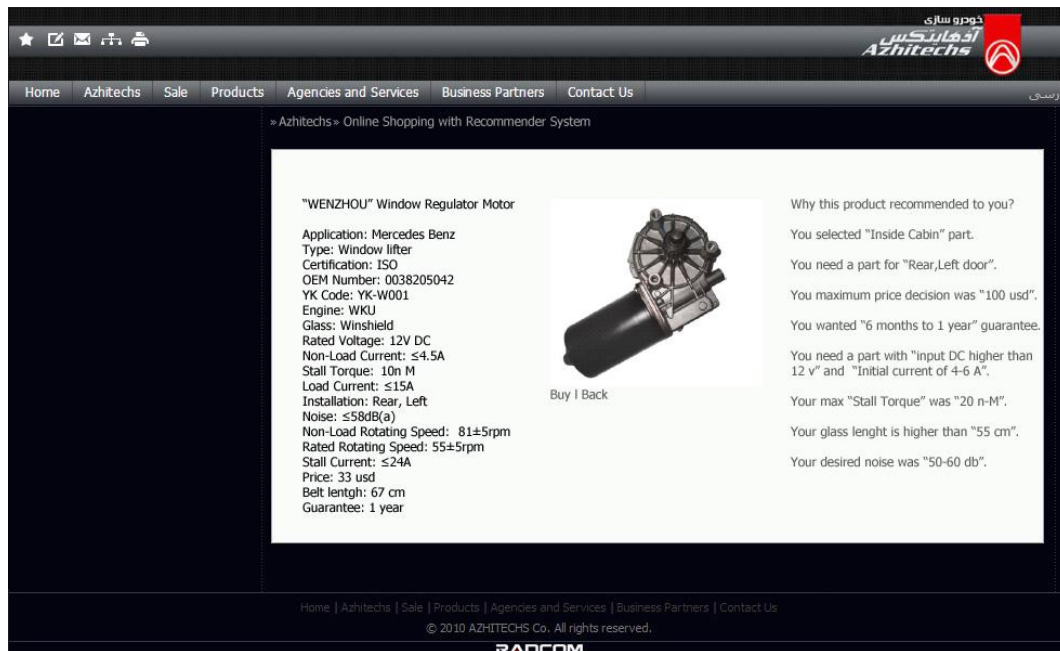 خودرو سازی
آذهایتکس
Azhitechs
Home Azhitechs Sale Products Agencies and Services Business Partners Contact Us
» Azhitechs » Online Shopping with Recommender System
"WENZHOU" Window Regulator Motor
Application: Mercedes Benz
Type: Window lifter
Certification: ISO
OEM Number: 0038205042
YK Code: YK-W001
Engine: WKU
Glass: Winshield
Rated Voltage: 12V DC
Non-Load Current: ≤4.5A
Stall Torque: 10n M
Load Current: ≤15A
Installation: Rear, Left
Noise: ≤58dB(a)
Non-Load Rotating Speed: 81±5rpm
Rated Rotating Speed: 55±5rpm
Stall Current: ≤24A
Price: 33 usd
Belt lentgh: 67 cm
Guarantee: 1 year
Buy | Back
Why this product recommended to you?
You selected "Inside Cabin" part.
You need a part for "Rear,Left door".
You maximum price decision was "100 usd".
You wanted "6 months to 1 year" guarantee.
You need a part with "input DC higher than
12 v" and "Initial current of 4-6 A".
Your max "Stall Torque" was "20 n-M".
Your glass lenght is higher than "55 cm".
Your desired noise was "50-60 db".
Home | Azhitechs | Sale | Products | Agencies and Services | Business Partners | Contact Us
© 2010 AZHITECHS Co. All rights reserved.
RADCOM